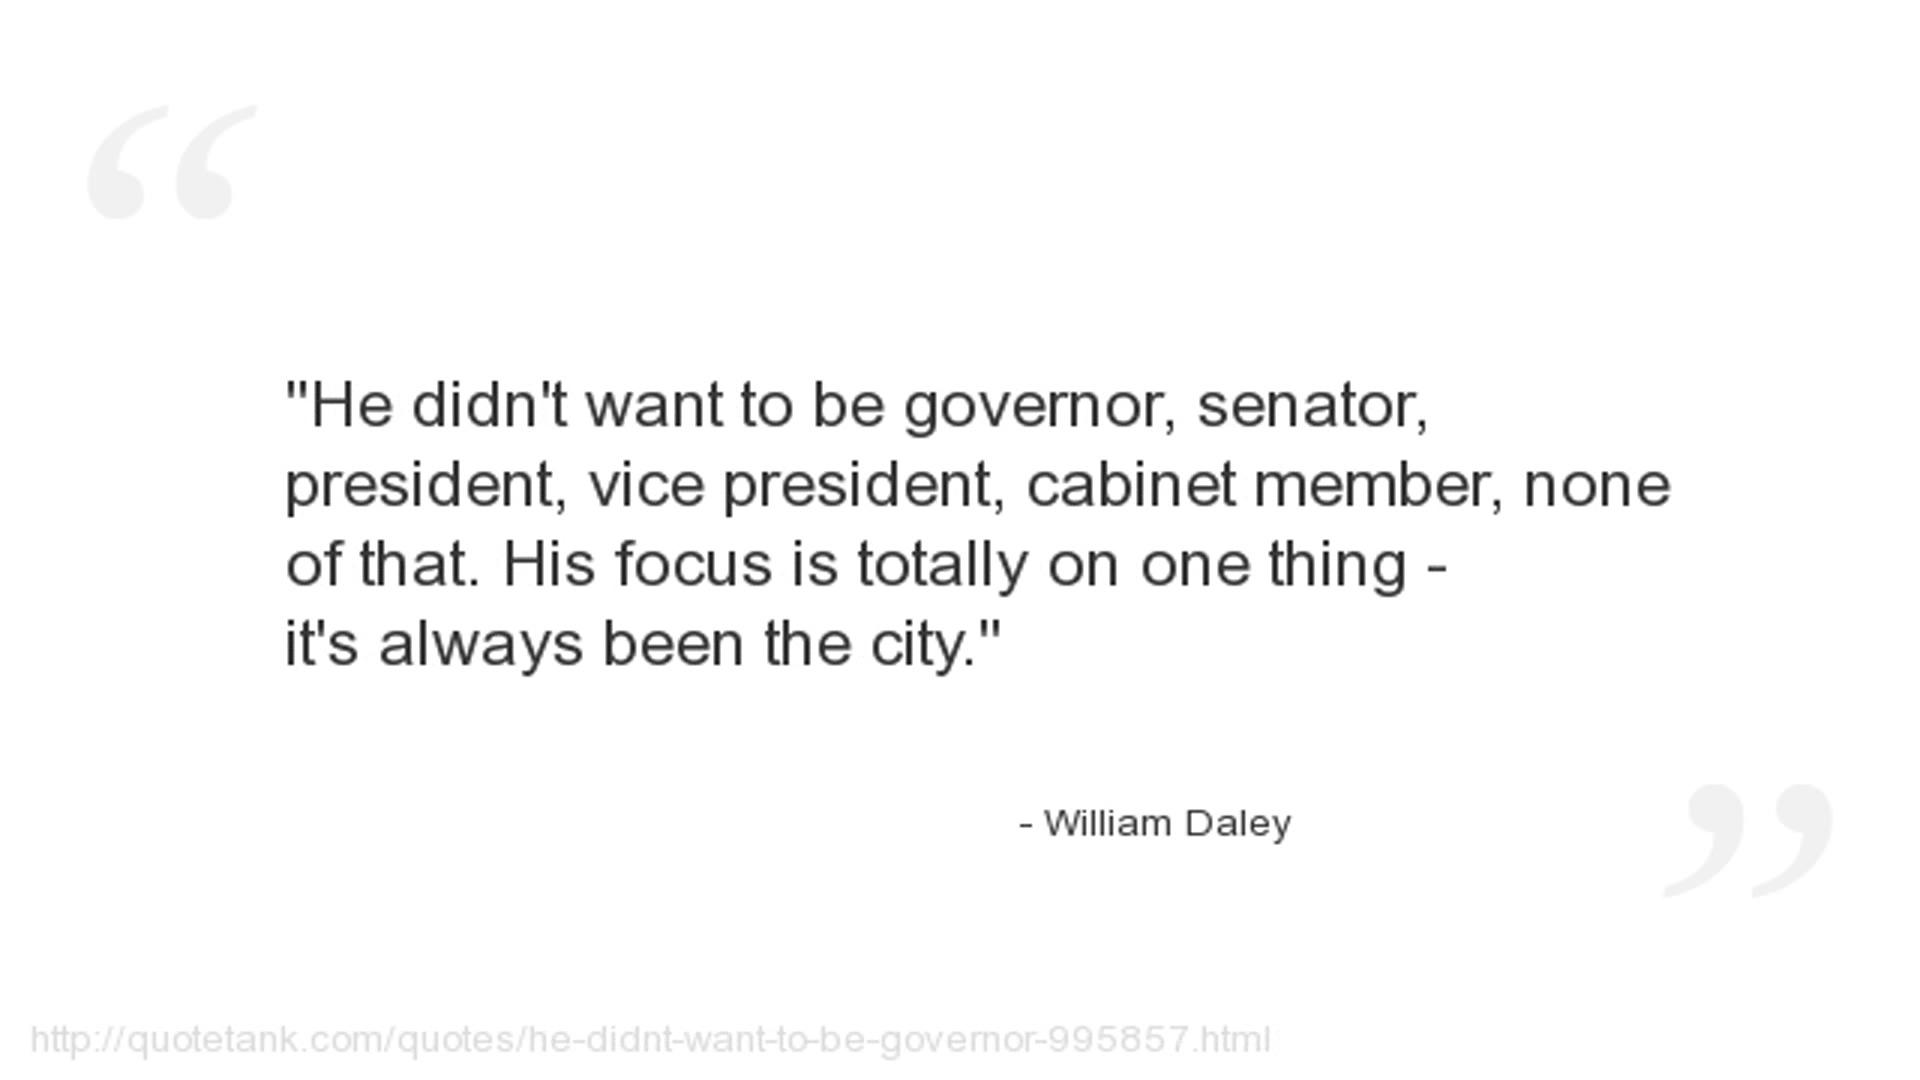 "He didn't want to be governor, senator,
president, vice president, cabinet member, none
of that. His focus is totally on one thing -
it's always been the city."
- William Daley
http://quotetank.com/quotes/he-didnt-want-to-be-governor-995857.html